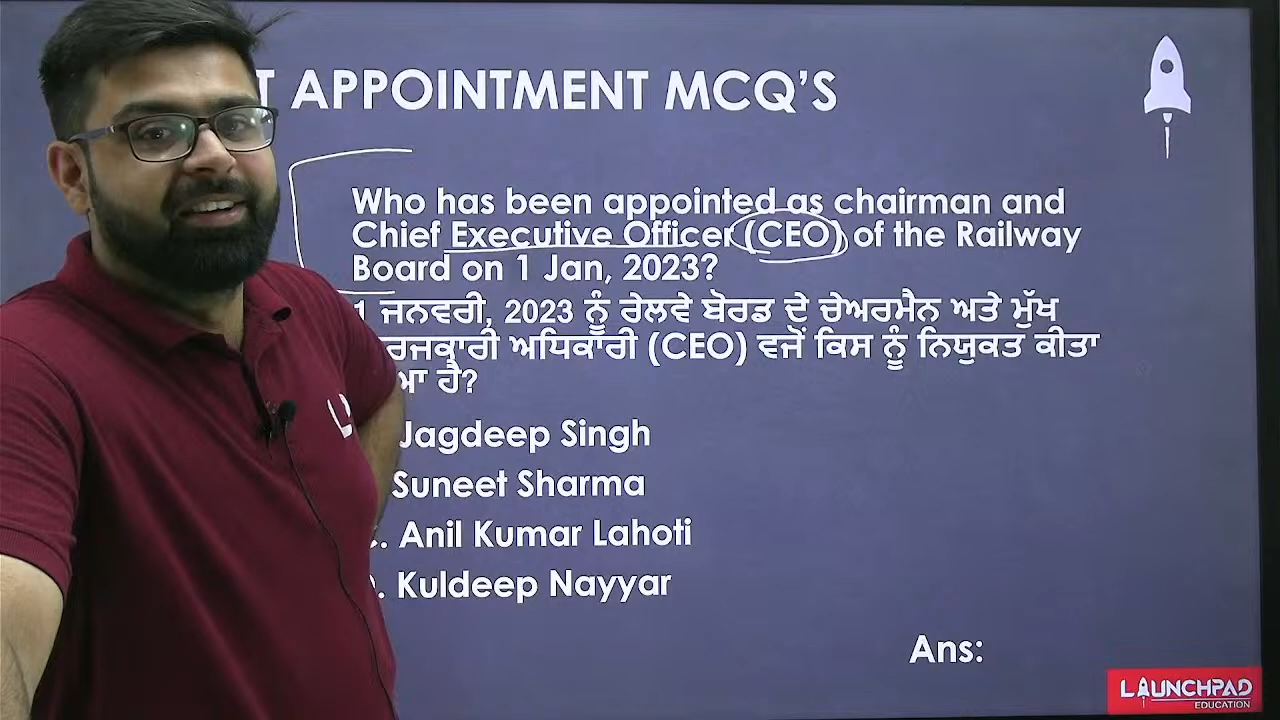 T APPOINTMENT MCQ'S
Who has been appointed as chairman and
Chief Executive Officer (CEO) of the Railway
Board on 1 Jan, 2023?
1 ਜਨਵਰੀ, 2023 ਨੂੰ ਰੇਲਵੇ ਬੋਰਡ ਦੇ ਚੇਅਰਮੈਨ ਅਤੇ ਮੁੱਖ
ਰਜਕਾਰੀ ਅਧਿਕਾਰੀ (CEO) ਵਜੋਂ ਕਿਸ ਨੂੰ ਨਿਯੁਕਤ ਕੀਤਾ
ਆ ਹੈ?
Jagdeep Singh
Suneet Sharma
C. Anil Kumar Lahoti
D. Kuldeep Nayyar
Ans:
LAUNCHPAD
EDUCATION